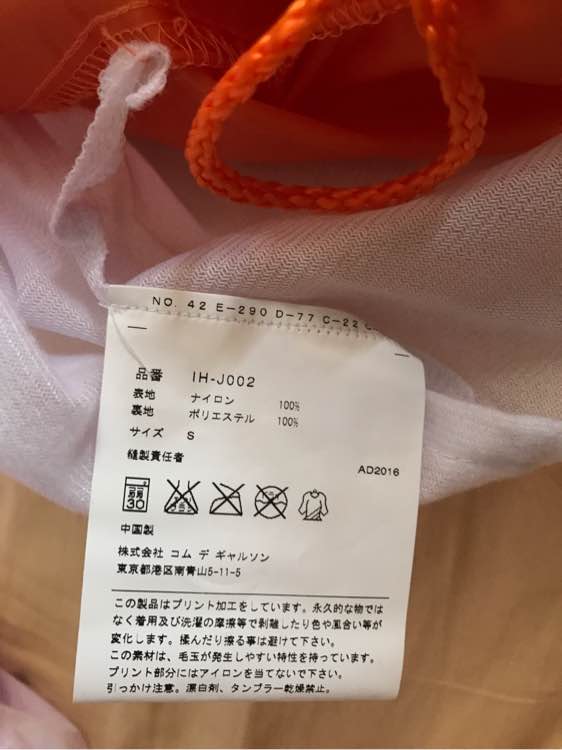 NO. 42 E-290 D-77 C-22
品番 IH-J002
表地 ナイロン 100%
裏地 ポリエステル 100%
サイズ S
縫製責任者
AD2016
30
中国製
株式会社 コム デ ギャルソン
東京都港区南青山5-11-5
この製品はプリント加工をしています。永久的な物では
なく着用及び洗濯の摩擦等で剥離したり色や風合い等が
変化します。揉んだり擦る事は避けて下さい。
この素材は、毛玉が発生しやすい特性を持っています。
プリント部分にはアイロンを当てないで下さい。
引っかけ注意。漂白剤、タンブラー乾燥禁止。